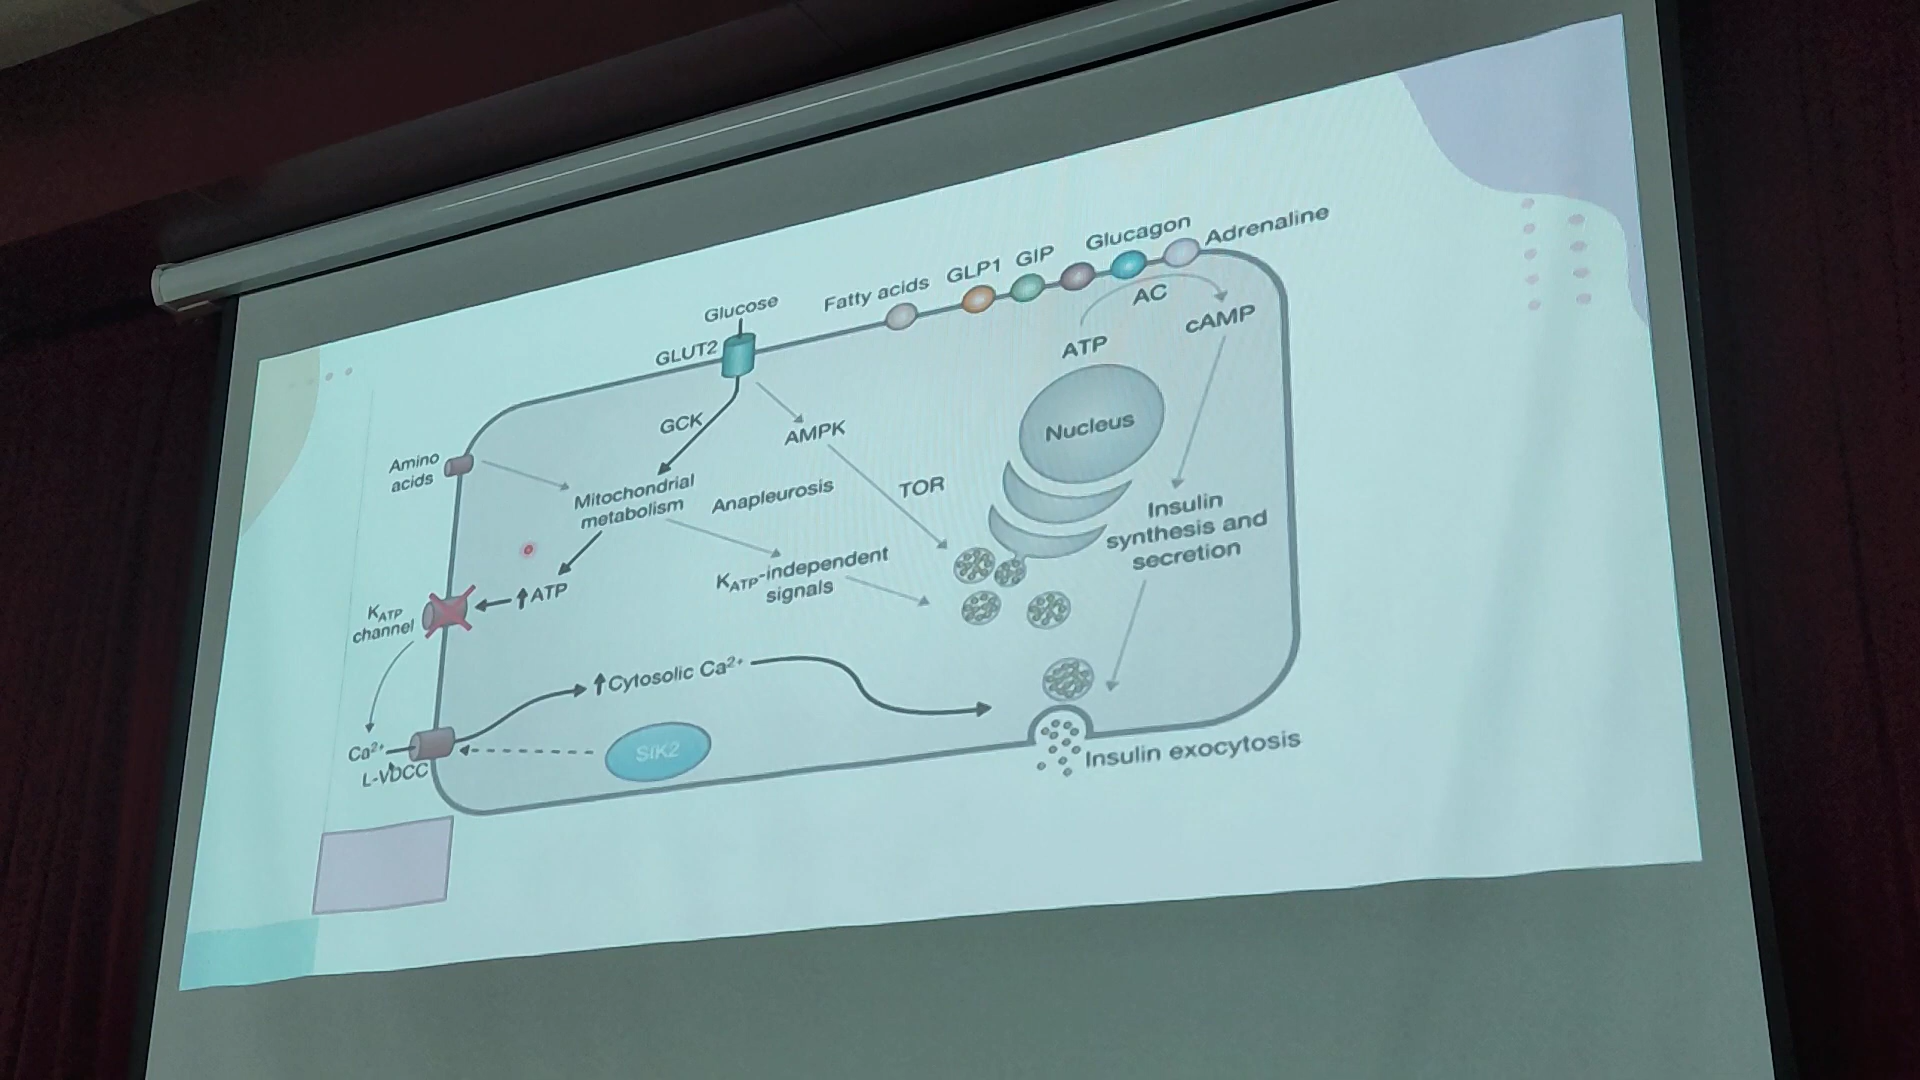 Glucagon
Adrenaline
GIP
GLP1
Fatty acids
Glucose
GLUT2
AC
cAMP
ATP
GCK
AMPK
Nucleus
Amino
acids
Mitochondrial
metabolism
Anapleurosis
TOR
Insulin
synthesis and
secretion
KATP-independent
signals
↑ATP
KATP
channel
↑Cytosolic Ca2+
Ca2+
L-VDCC
SIK2
Insulin exocytosis